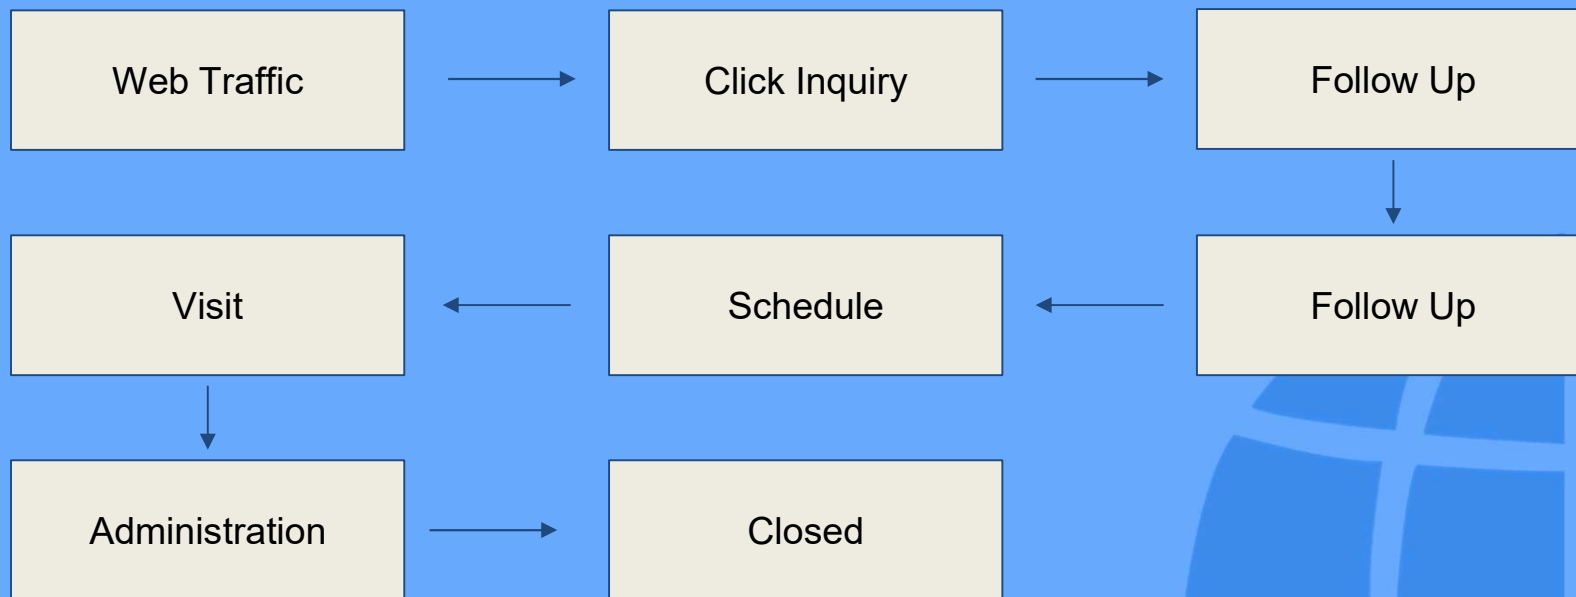 Web Traffic
Click Inquiry
Follow Up
Follow Up
Schedule
Visit
Administration
Closed